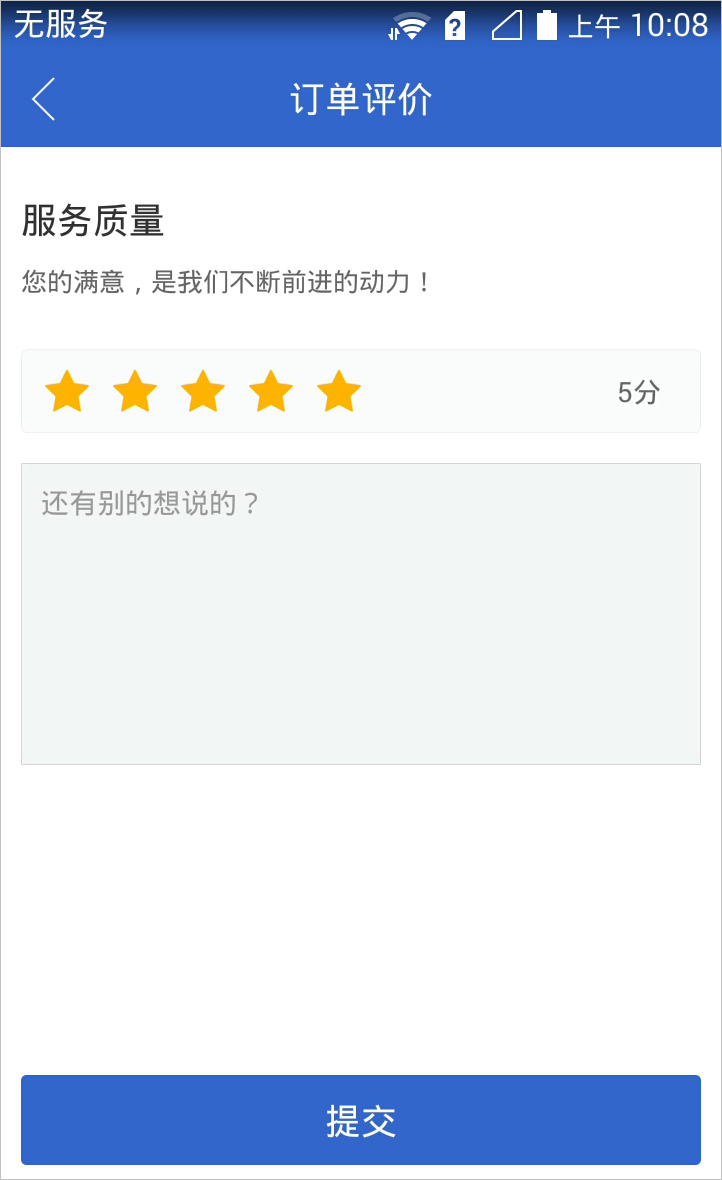 无服务 上午 10:08
订单评价
服务质量
您的满意，是我们不断前进的动力！
5分
还有别的想说的？
提交